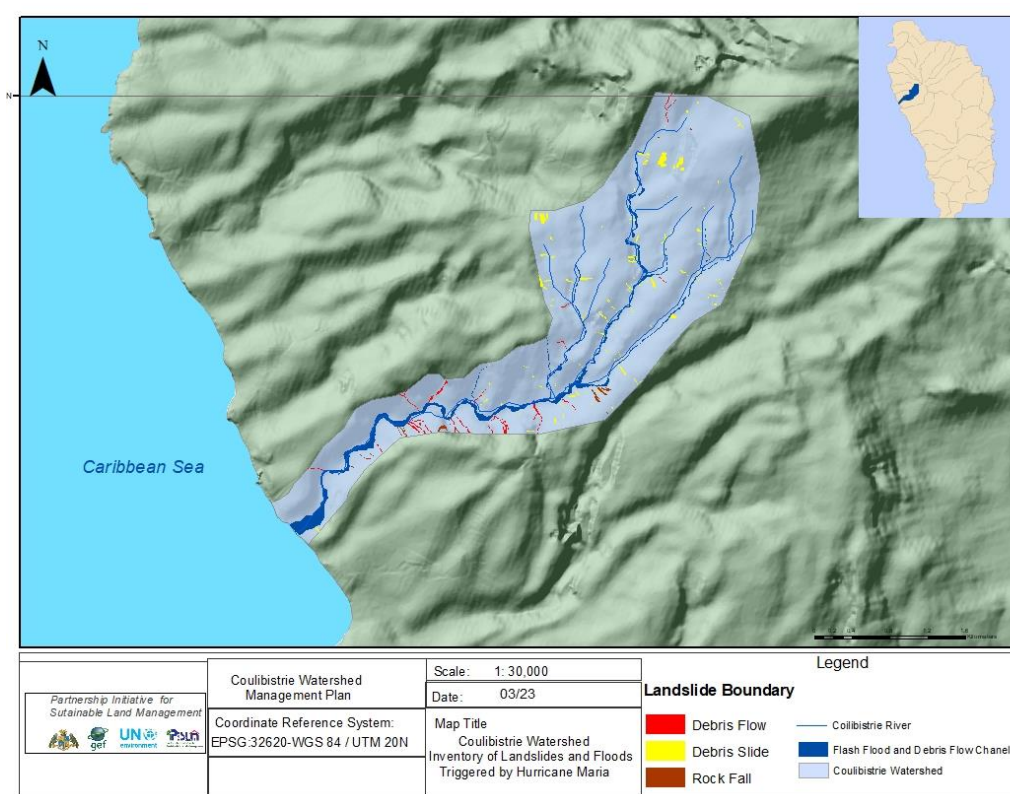 N
N
Caribbean Sea
Kilometers
Partnership Initiative for
Sutainable Land Management
gef
UN
environment
Coulibistrie Watershed
Management Plan
Coordinate Reference System:
EPSG:32620-WGS 84 / UTM 20N
Scale: 1: 30,000
Date: 03/23
Map Title
Coulibistrie Watershed
Inventory of Landslides and Floods
Triggered by Hurricane Maria
Legend
Landslide Boundary
Debris Flow
Debris Slide
Rock Fall
Coilibistrie River
Flash Flood and Debris Flow Chanel
Coulibistrie Watershed